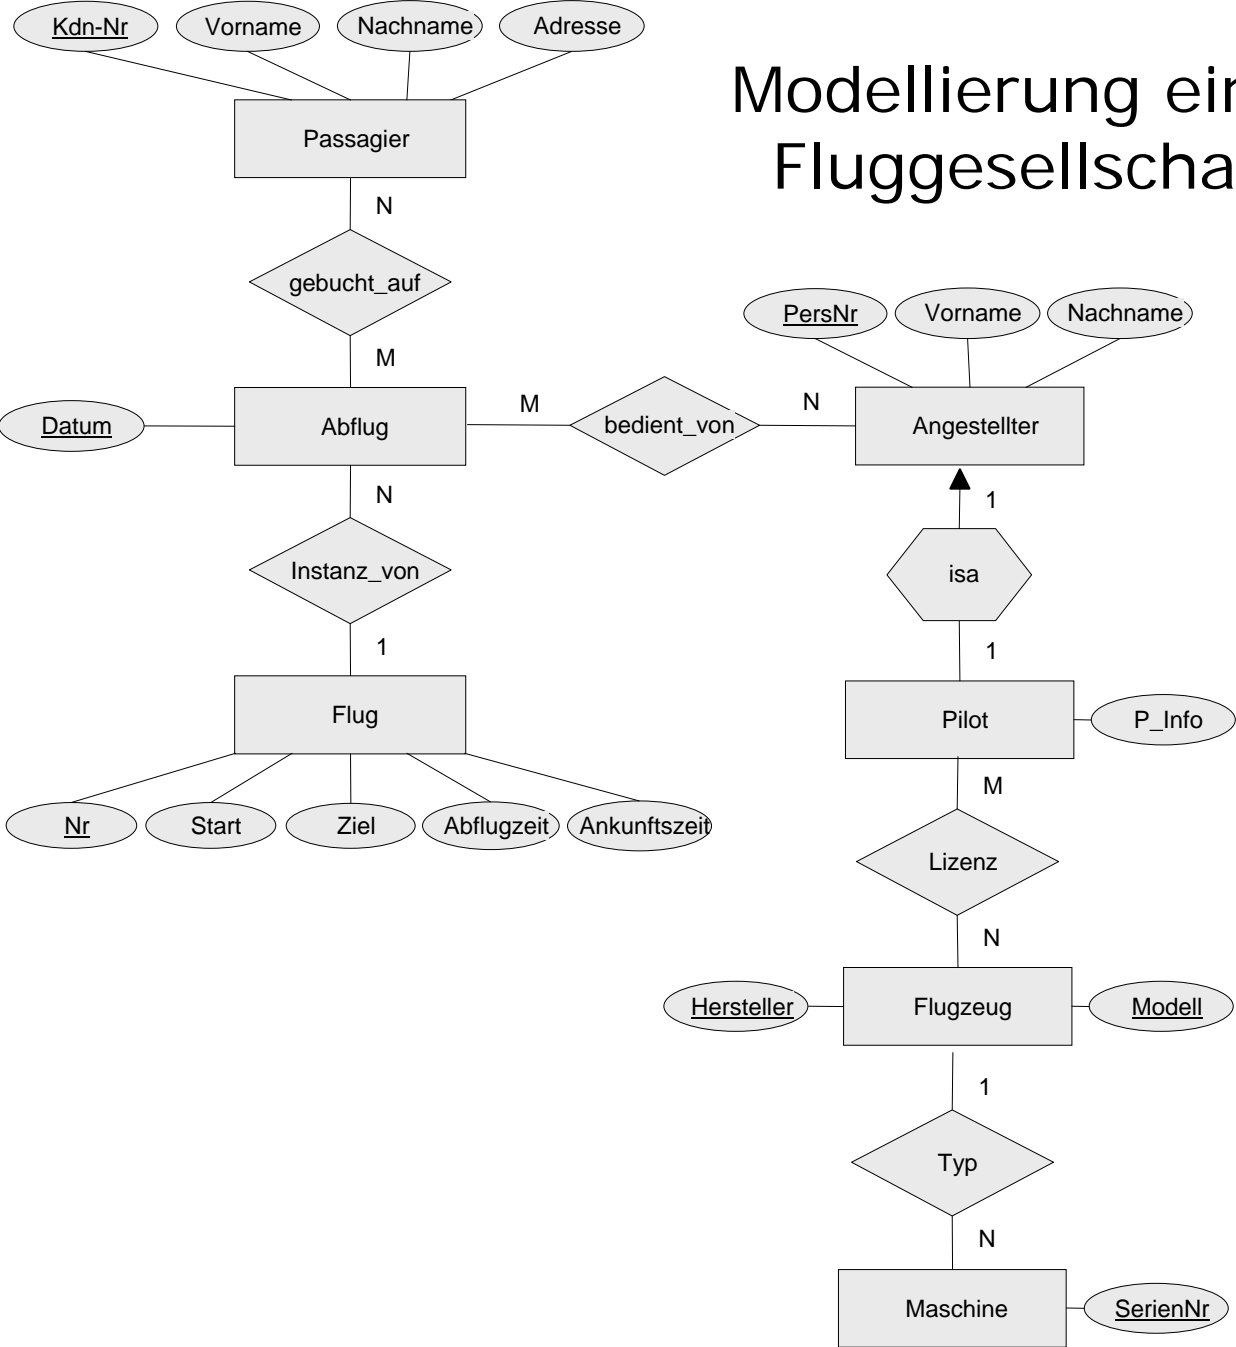 Kdn-Nr Vorname Nachname Adresse
Modellierung ein
Fluggesellscha
Passagier
N
gebucht_auf
PersNr Vorname Nachname
M
M N
Datum Abflug bedient_von Angestellter
N
1
Instanz_von isa
1
1
Flug Pilot P_Info
M
Nr Start Ziel Abflugzeit Ankunftszeit
Lizenz
N
Hersteller Flugzeug Modell
1
Typ
N
Maschine SerienNr